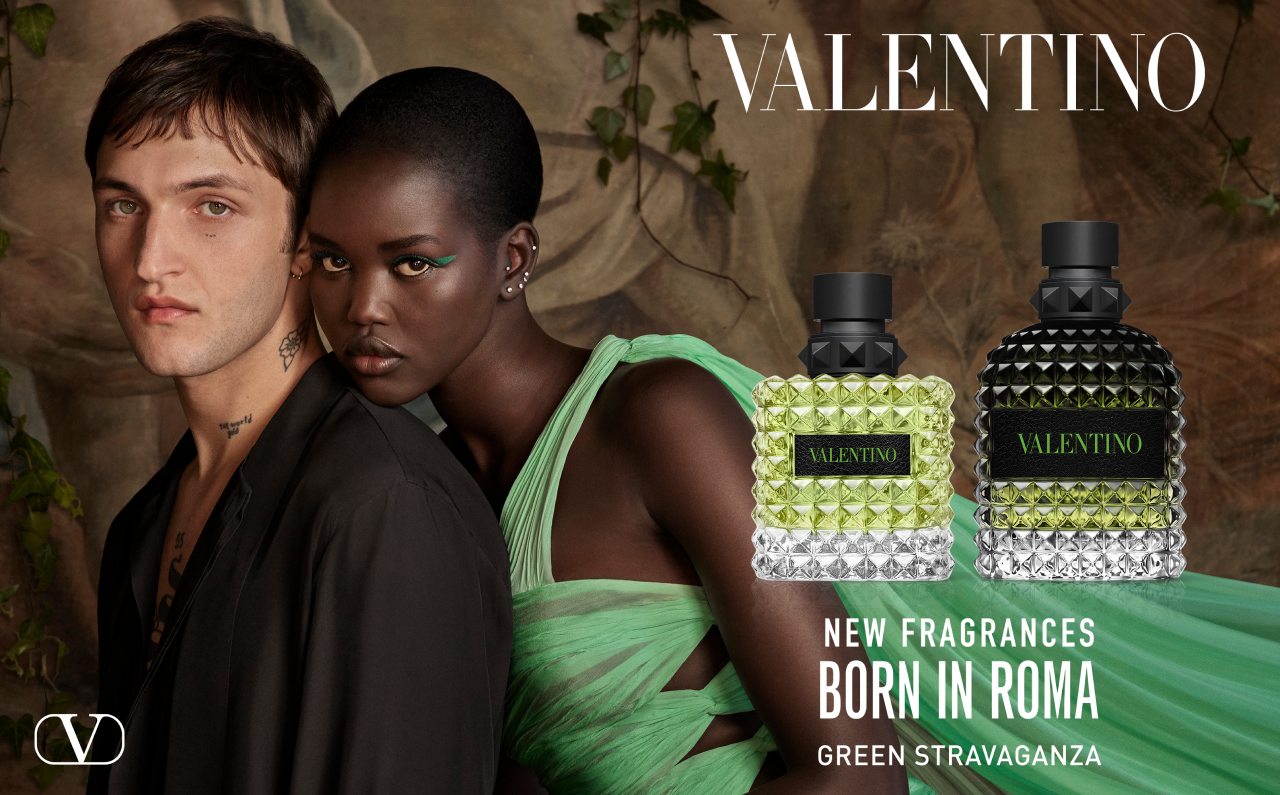 VALENTINO
VALENTINO
VALENTINO
NEW FRAGRANCES
BORN IN ROMA
GREEN STRAVAGANZA
V